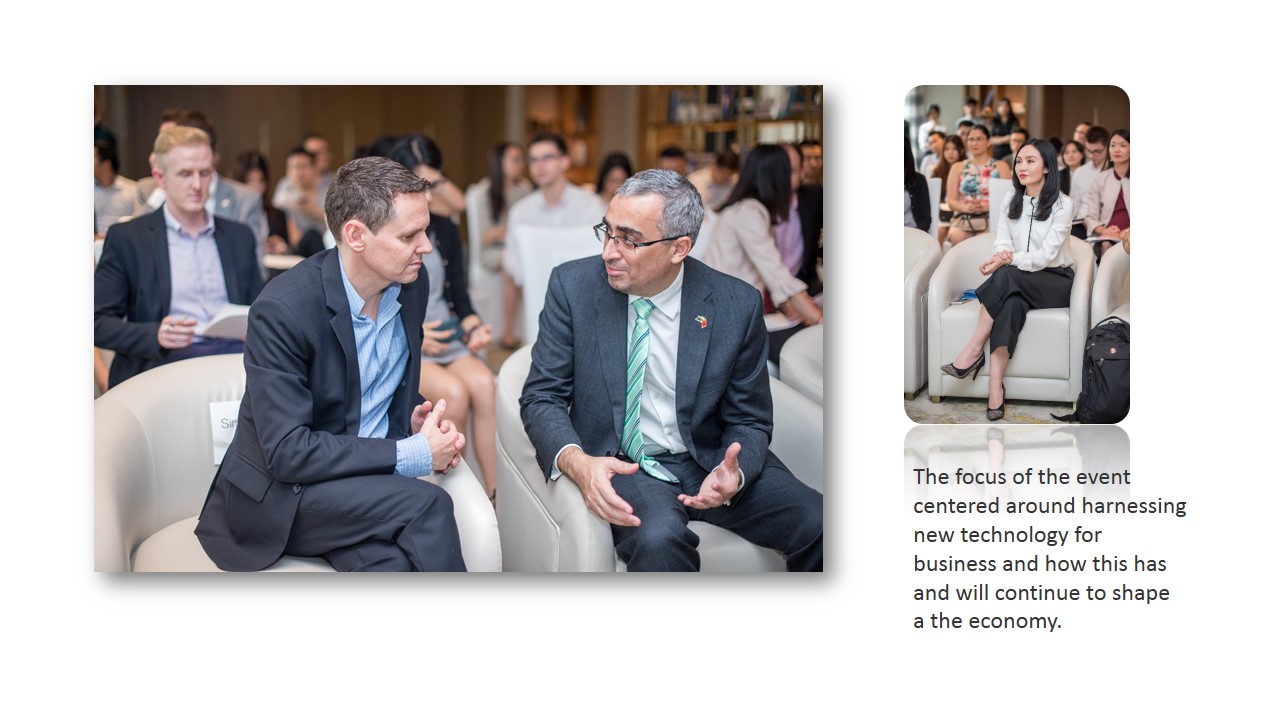 The focus of the event
centered around harnessing
new technology for
business and how this has
and will continue to shape
a the economy.